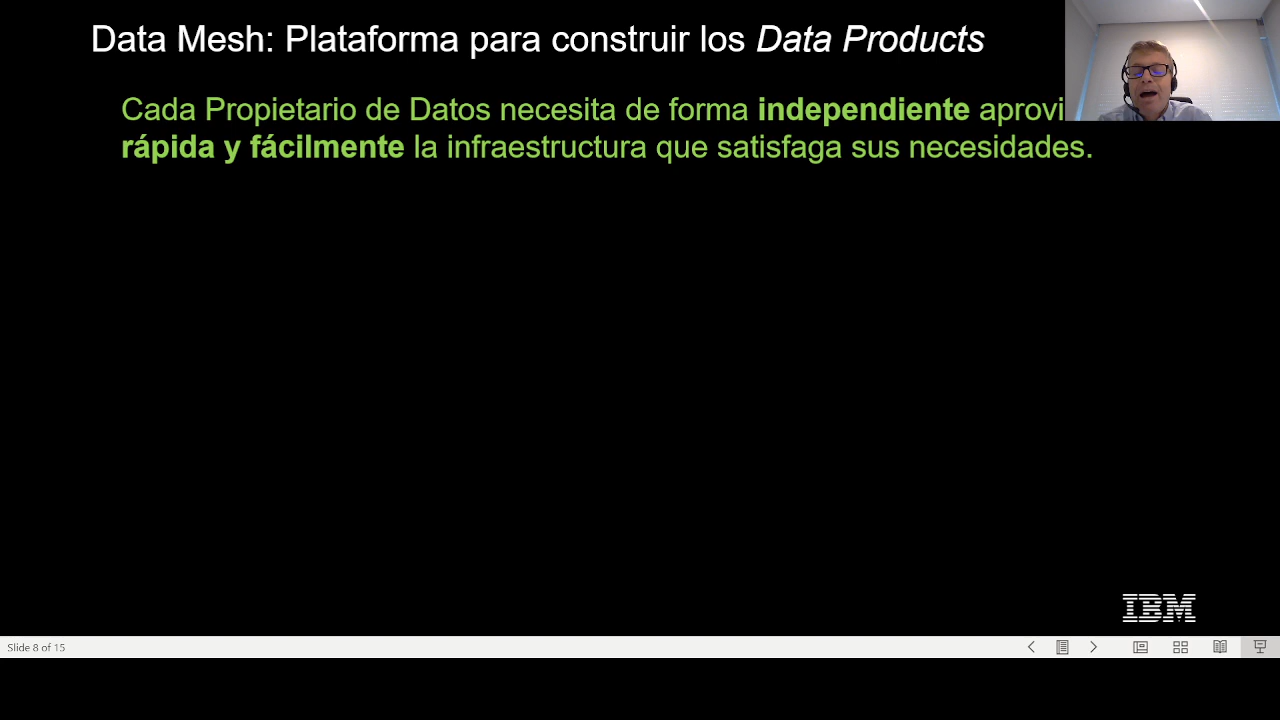 Data Mesh: Plataforma para construir los Data Products
Cada Propietario de Datos necesita de forma independiente
rápida y fácilmente la infraestructura que satisfaga sus necesidades.
IBM
Slide 8 of 15